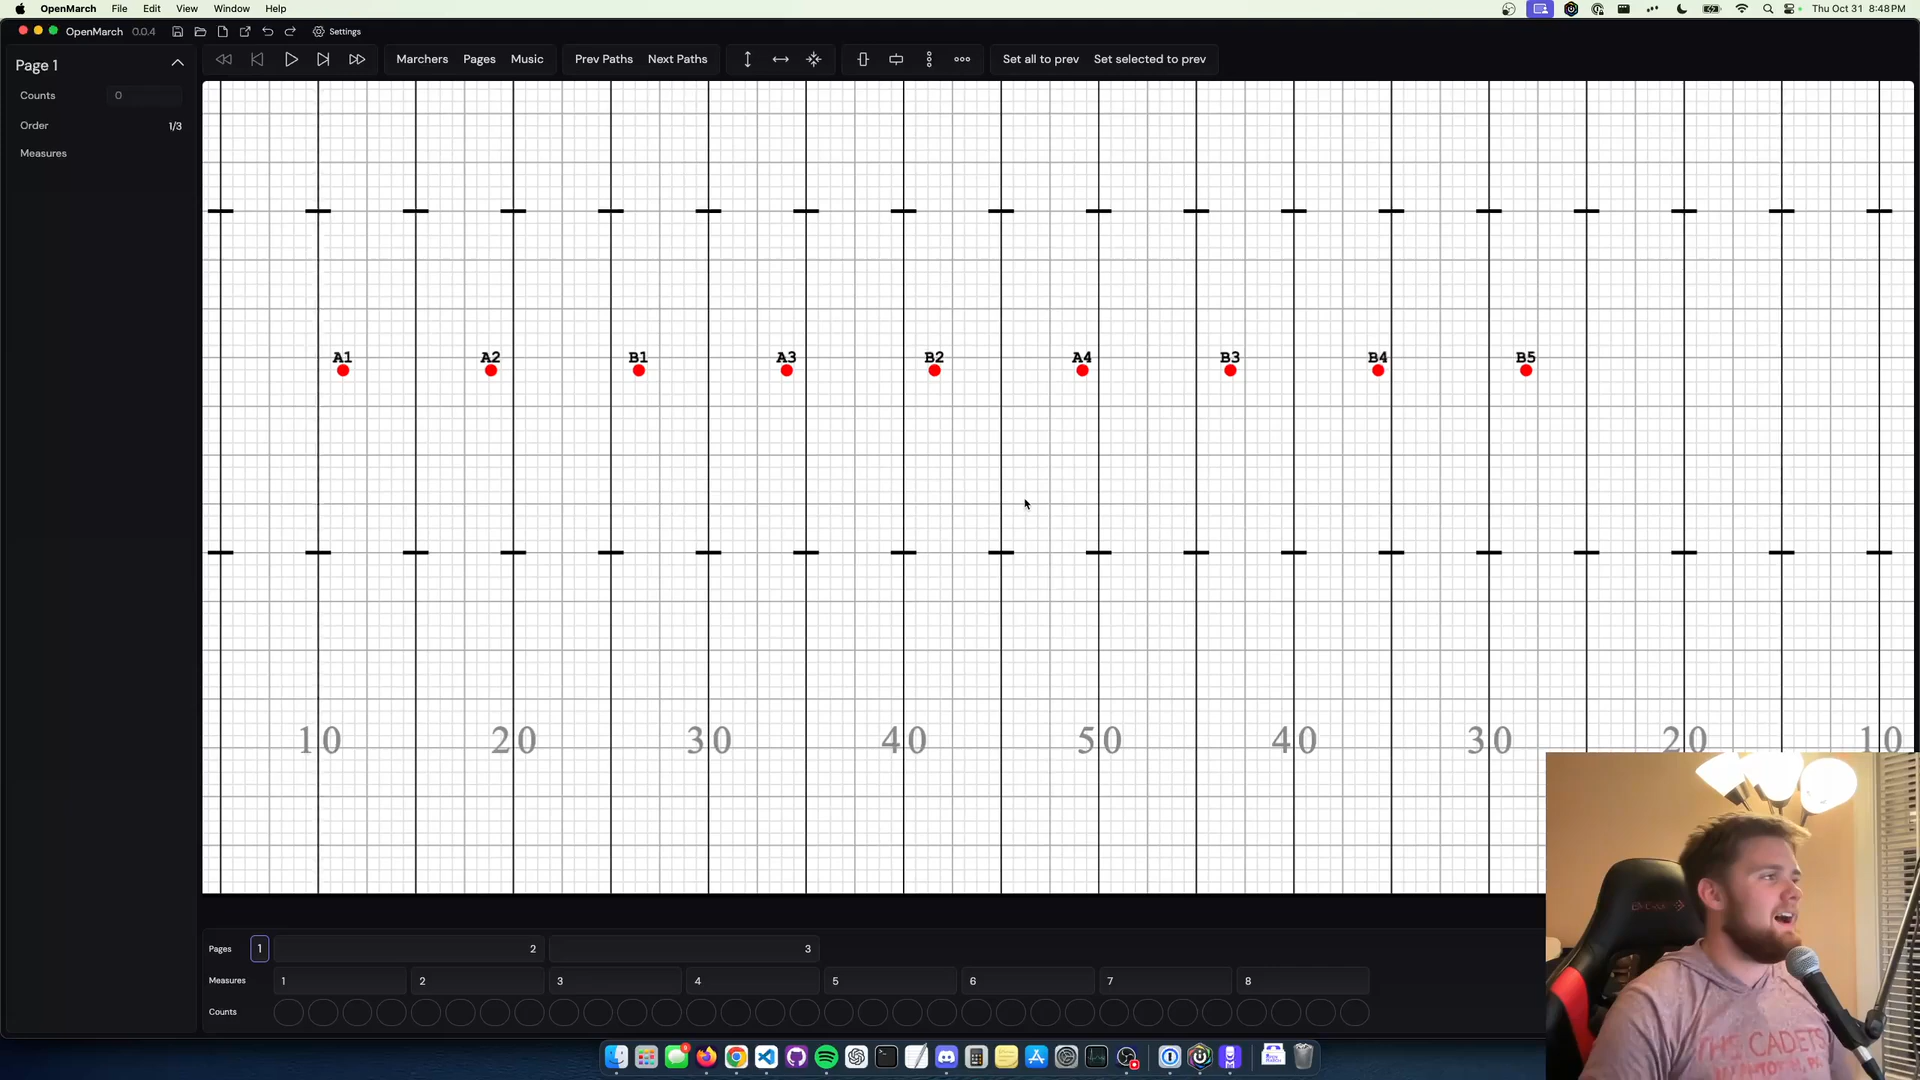 OpenMarch File Edit View Window Help Thu Oct 31 8:48 PM
OpenMarch 0.0.4 Settings
Page 1
Counts 0
Order 1/3
Measures
Marchers Pages Music Prev Paths Next Paths Set all to prev Set selected to prev
A1 A2 B1 A3 B2 A4 B3 B4 B5
10 20 30 40 50 40 30 20 10
Pages 1 2 3
Measures 1 2 3 4 5 6 7 8
Counts
CADETS